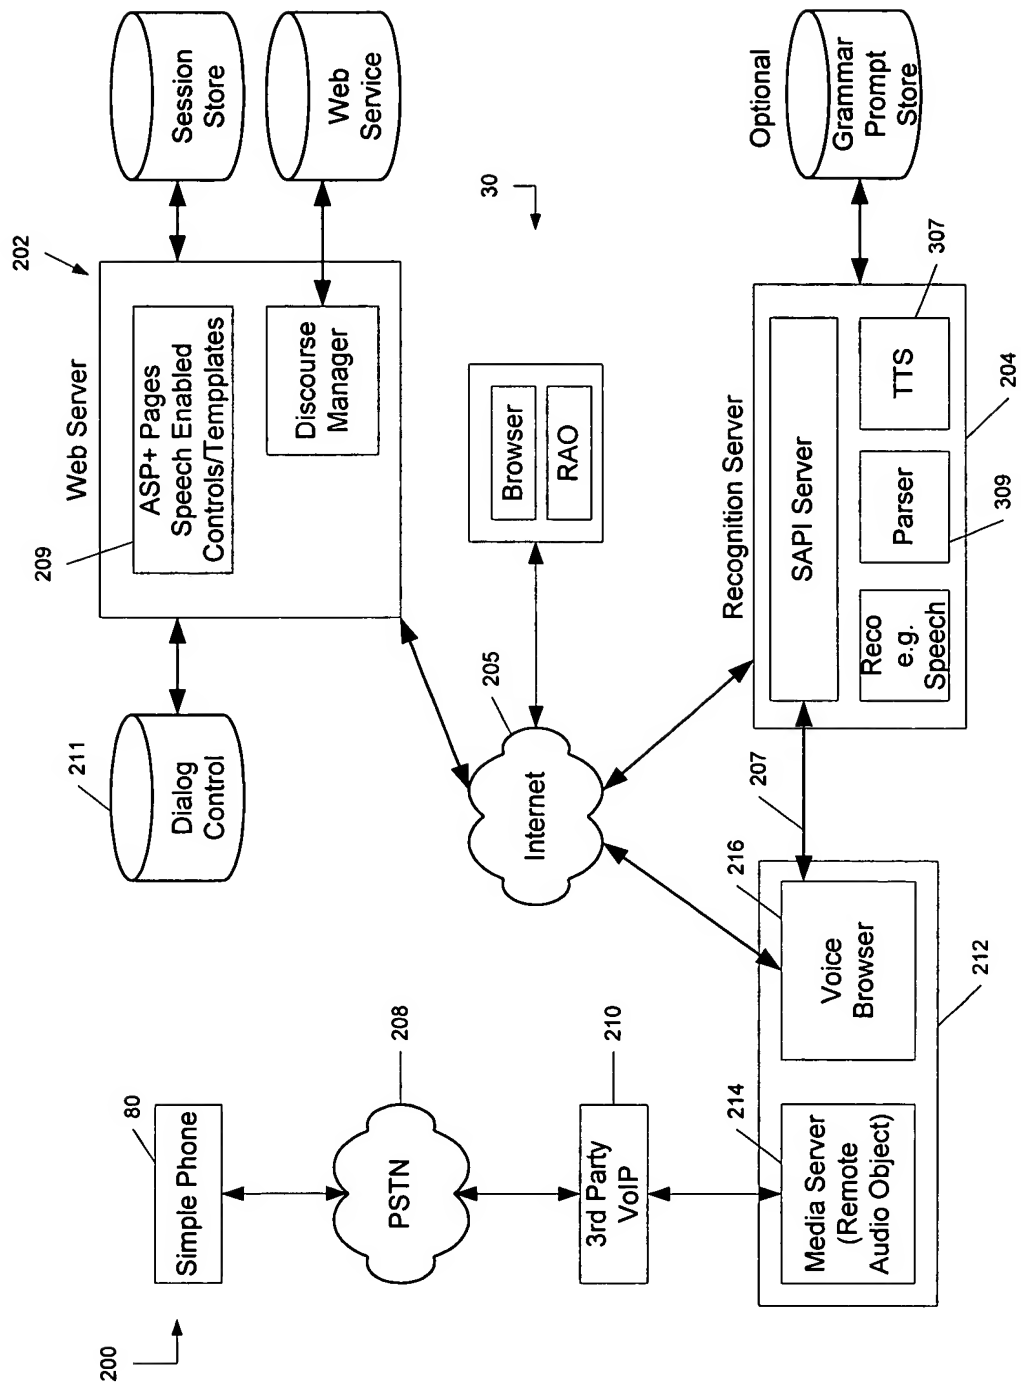 200
Simple Phone
80
PSTN
208
3rd Party
VoIP
210
Media Server
(Remote
Audio Object)
214
Voice
Browser
216
212
207
211
Dialog
Control
Web Server
202
209
ASP+ Pages
Speech Enabled
Controls/Tempplates
Discourse
Manager
Session
Store
Web
Service
205
Internet
30
Browser
RAO
Recognition Server
SAPI Server
Reco
e.g.
Speech
Parser
TTS
309
307
204
Optional
Grammar
Prompt
Store